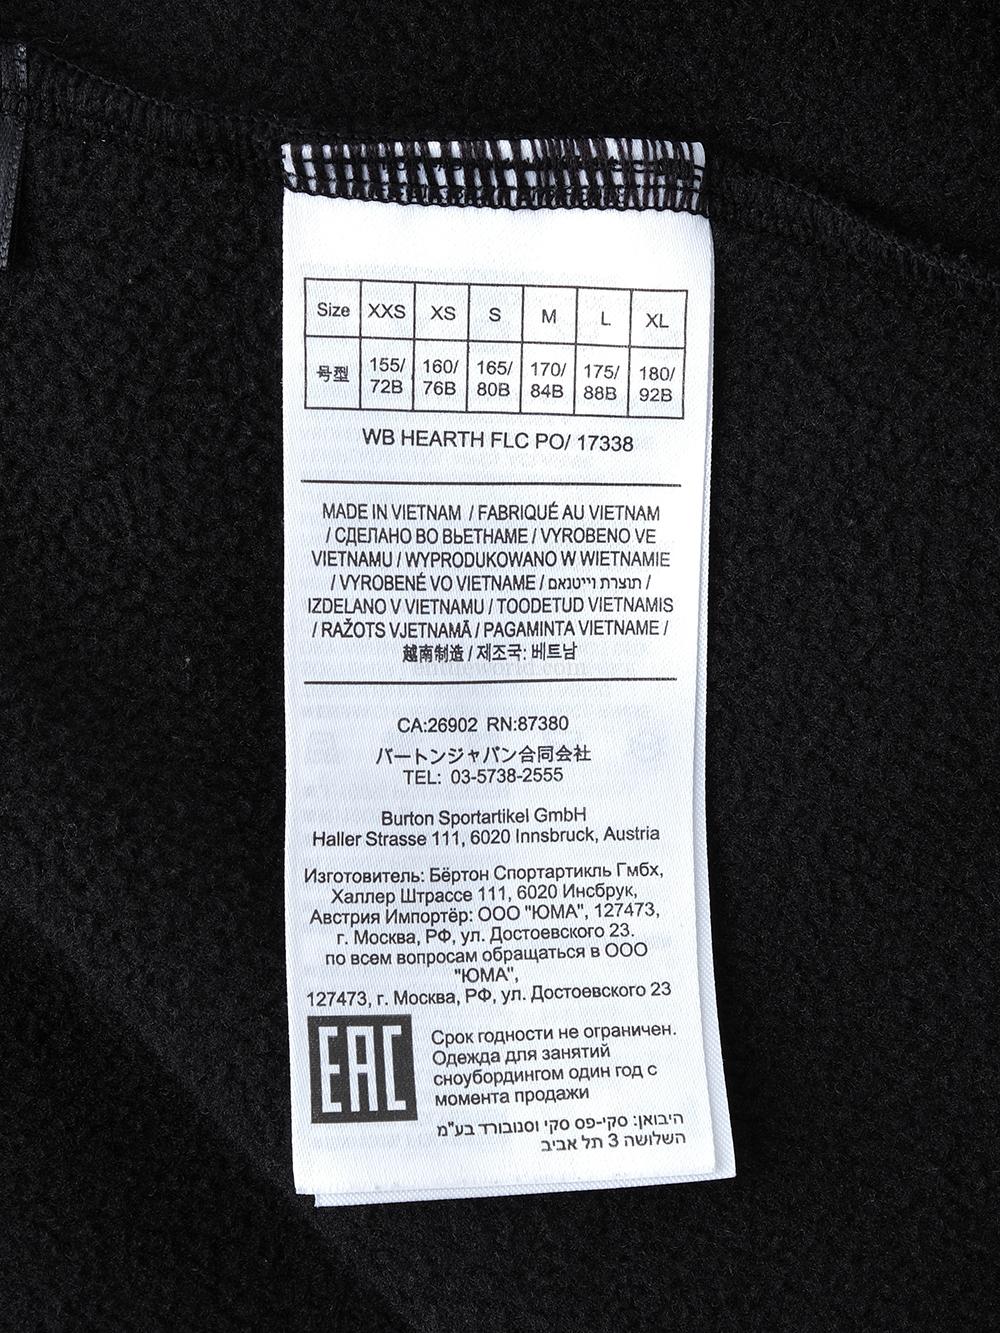 Size XXS XS S M L XL
号型 155/72B 160/76B 165/80B 170/84B 175/88B 180/92B
WB HEARTH FLC PO/ 17338
MADE IN VIETNAM / FABRIQUÉ AU VIETNAM
/ СДЕЛАНО ВО ВЬЕТНАМЕ / VYROBENO VE
VIETNAMU / WYPRODUKOWANO W WIETNAMIE
/ VYROBENÉ VO VIETNAME / תוצרת וייטנאם /
IZDELANO V VIETNAMU / TOODETUD VIETNAMIS
/ RAŽOTS VJETNAMĀ / PAGAMINTA VIETNAME /
越南制造 / 제조국: 베트남
CA:26902 RN:87380
バートンジャパン合同会社
TEL: 03-5738-2555
Burton Sportartikel GmbH
Haller Strasse 111, 6020 Innsbruck, Austria
Изготовитель: Бёртон Спортартикль Гмбх,
Халлер Штрассе 111, 6020 Инсбрук,
Австрия Импортёр: ООО "ЮМА", 127473,
г. Москва, РФ, ул. Достоевского 23.
по всем вопросам обращаться в ООО
"ЮМА",
127473, г. Москва, РФ, ул. Достоевского 23
EAC
Срок годности не ограничен.
Одежда для занятий
сноубордингом один год с
момента продажи
היבואן: סקי-פס סקי וסנובורד בע"מ
השלושה 3 תל אביב